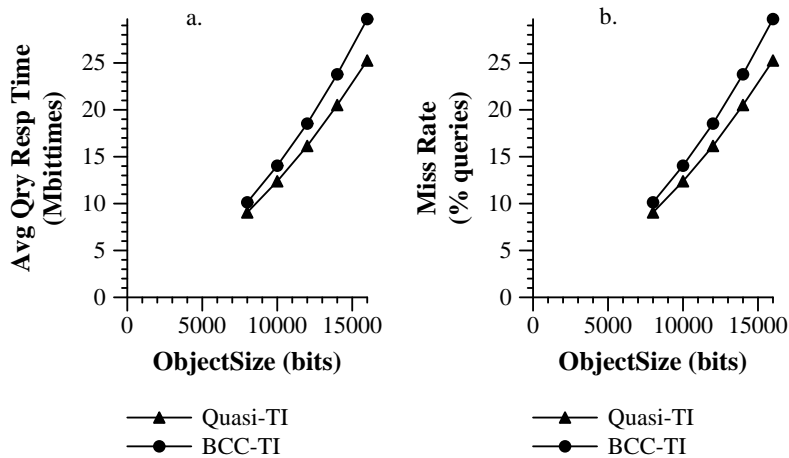 a.
Avg Qry Resp Time
(Mbittimes)
25
20
15
10
5
0
0 5000 10000 15000
ObjectSize (bits)
Quasi-TI
BCC-TI
b.
Miss Rate
(% queries)
25
20
15
10
5
0
0 5000 10000 15000
ObjectSize (bits)
Quasi-TI
BCC-TI